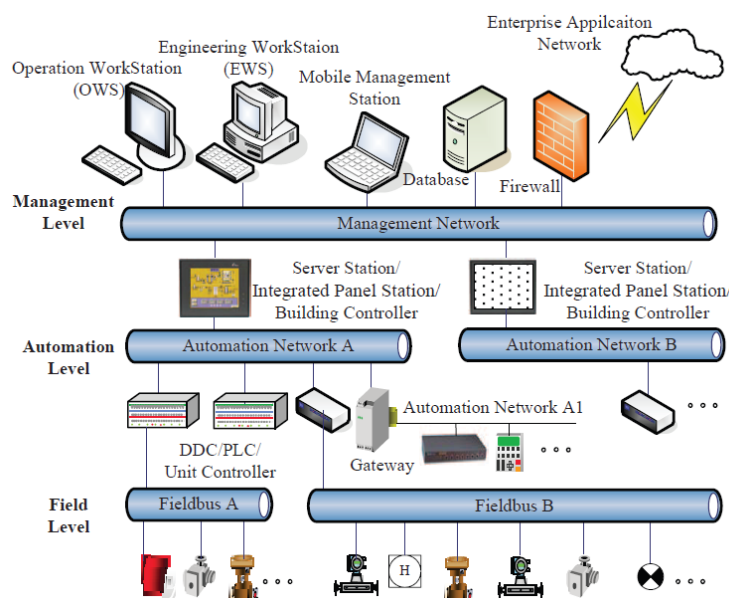 Enterprise Appilcaiton
Network
Engineering WorkStaion
(EWS)
Operation WorkStation
(OWS)
Mobile Management
Station
Database
Firewall
Management
Level
Management Network
Server Station/
Integrated Panel Station/
Building Controller
Server Station/
Integrated Panel Station/
Building Controller
Automation
Level
Automation Network A
Automation Network B
Automation Network A1
DDC/PLC/
Unit Controller
Gateway
Field
Level
Fieldbus A
Fieldbus B
H